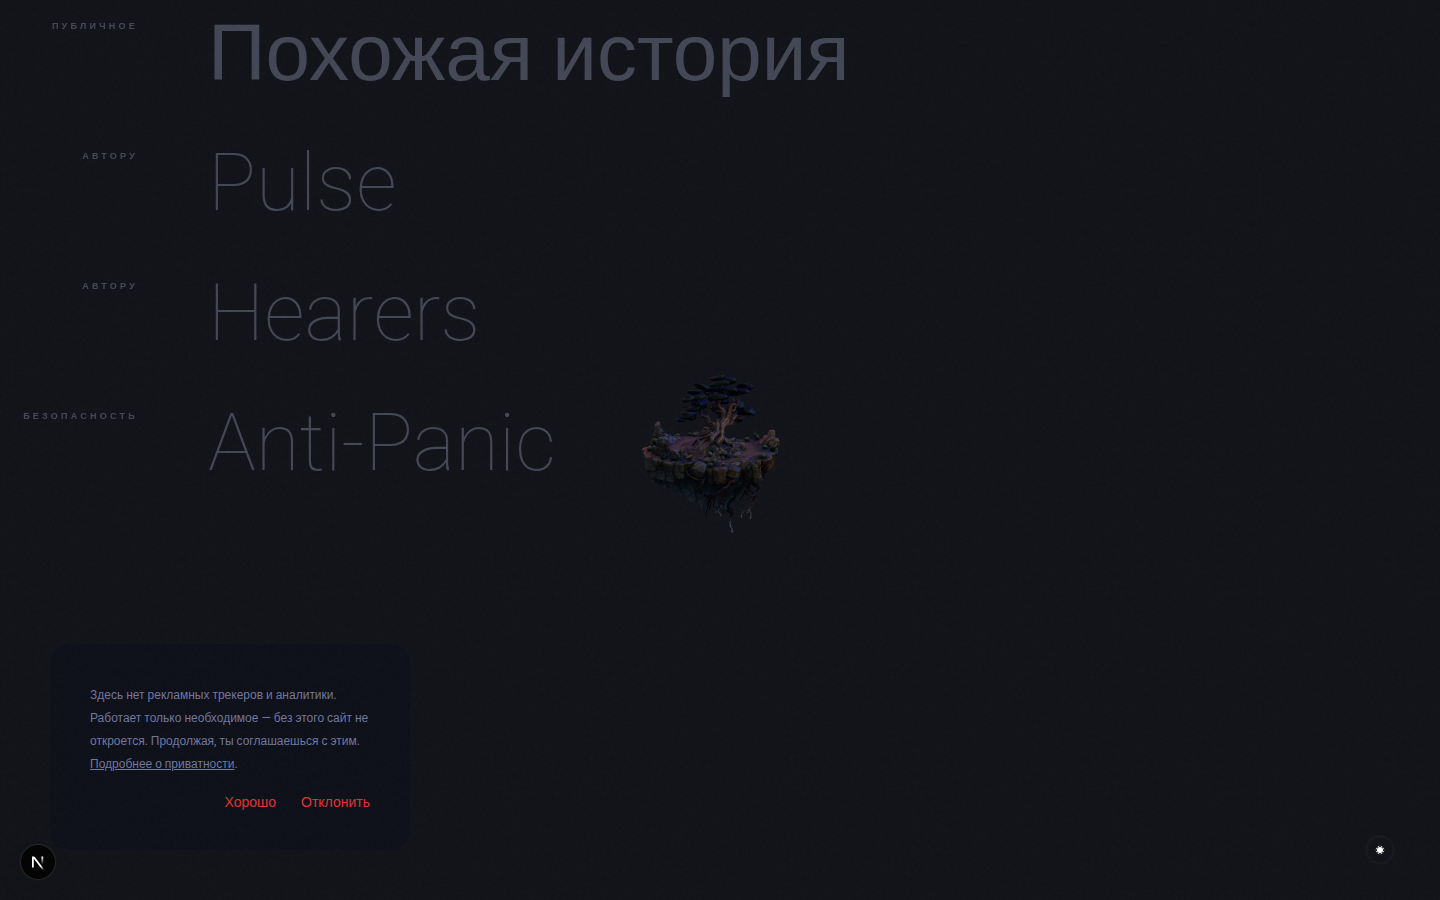 ПУБЛИЧНОЕ
Похожая история
АВТОРУ
Pulse
АВТОРУ
Hearers
БЕЗОПАСНОСТЬ
Anti-Panic
Здесь нет рекламных трекеров и аналитики.
Работает только необходимое — без этого сайт не
откроется. Продолжая, ты соглашаешься с этим.
Подробнее о приватности.
Хорошо Отклонить